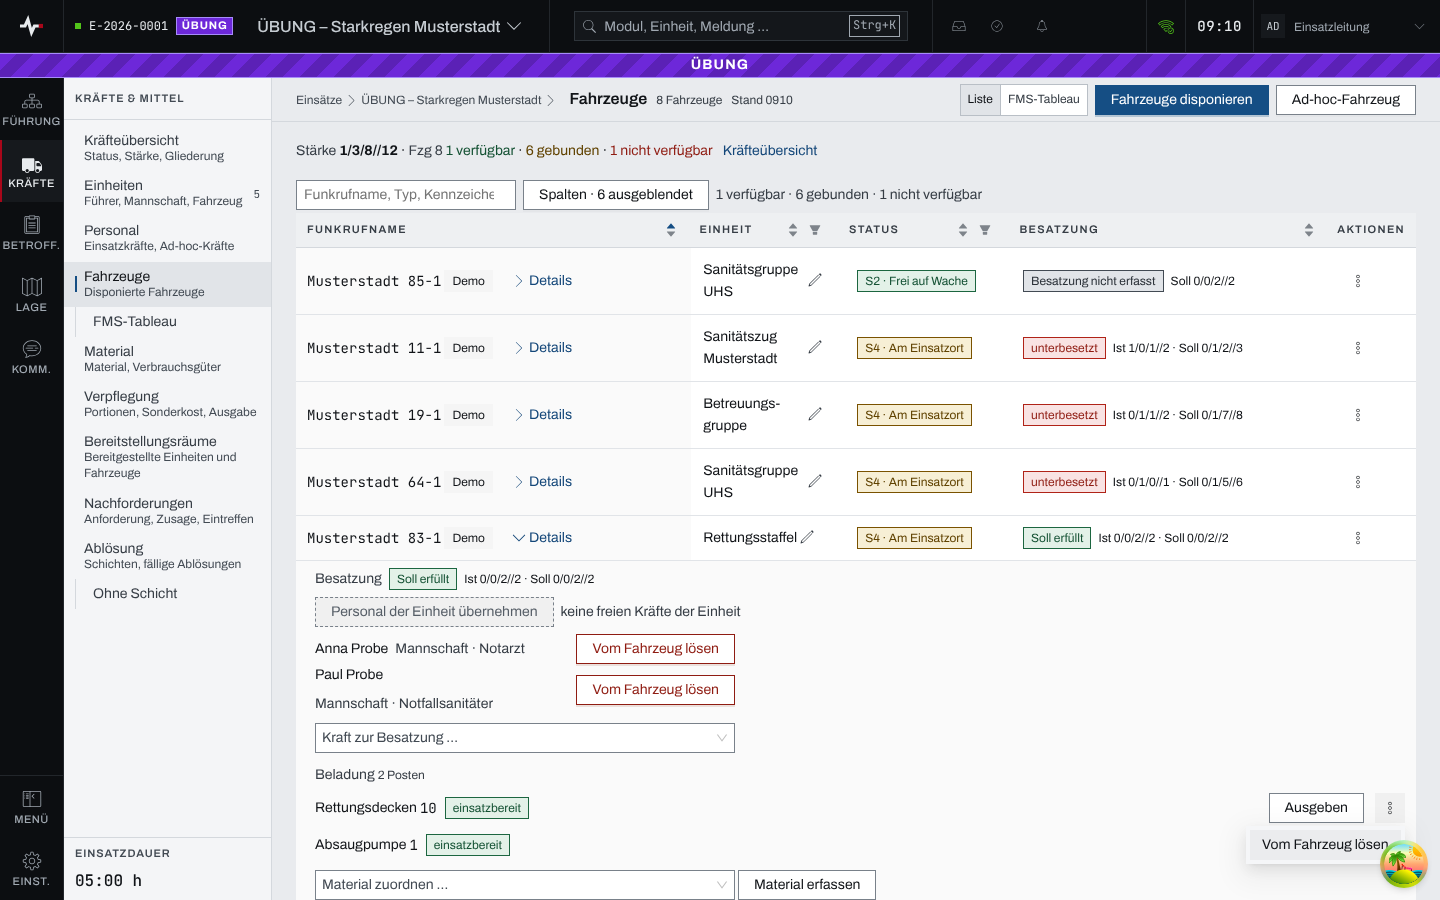 E-2026-0001 ÜBUNG ÜBUNG – Starkregen Musterstadt Modul, Einheit, Meldung ... Strg+K 09:10 AD Einsatzleitung
ÜBUNG
FÜHRUNG
KRÄFTE
BETROFF.
LAGE
KOMM.
MENÜ
EINST.
KRÄFTE & MITTEL
Kräfteübersicht
Status, Stärke, Gliederung
Einheiten
Führer, Mannschaft, Fahrzeug 5
Personal
Einsatzkräfte, Ad-hoc-Kräfte
Fahrzeuge
Disponierte Fahrzeuge
FMS-Tableau
Material
Material, Verbrauchsgüter
Verpflegung
Portionen, Sonderkost, Ausgabe
Bereitstellungsräume
Bereitgestellte Einheiten und
Fahrzeuge
Nachforderungen
Anforderung, Zusage, Eintreffen
Ablösung
Schichten, fällige Ablösungen
Ohne Schicht
EINSATZDAUER
05:00 h
Einsätze ÜBUNG – Starkregen Musterstadt Fahrzeuge 8 Fahrzeuge Stand 0910 Liste FMS-Tableau Fahrzeuge disponieren Ad-hoc-Fahrzeug
Stärke 1/3/8//12 · Fzg 8 1 verfügbar · 6 gebunden · 1 nicht verfügbar Kräfteübersicht
Funkrufname, Typ, Kennzeiche Spalten · 6 ausgeblendet 1 verfügbar · 6 gebunden · 1 nicht verfügbar
FUNKRUFNAME EINHEIT STATUS BESATZUNG AKTIONEN
Musterstadt 85-1 Demo Details Sanitätsgruppe UHS S2 · Frei auf Wache Besatzung nicht erfasst Soll 0/0/2//2
Musterstadt 11-1 Demo Details Sanitätszug Musterstadt S4 · Am Einsatzort unterbesetzt Ist 1/0/1//2 · Soll 0/1/2//3
Musterstadt 19-1 Demo Details Betreuungs- gruppe S4 · Am Einsatzort unterbesetzt Ist 0/1/1//2 · Soll 0/1/7//8
Musterstadt 64-1 Demo Details Sanitätsgruppe UHS S4 · Am Einsatzort unterbesetzt Ist 0/1/0//1 · Soll 0/1/5//6
Musterstadt 83-1 Demo Details Rettungsstaffel S4 · Am Einsatzort Soll erfüllt Ist 0/0/2//2 · Soll 0/0/2//2
Besatzung Soll erfüllt Ist 0/0/2//2 · Soll 0/0/2//2
Personal der Einheit übernehmen keine freien Kräfte der Einheit
Anna Probe Mannschaft · Notarzt Vom Fahrzeug lösen
Paul Probe
Mannschaft · Notfallsanitäter Vom Fahrzeug lösen
Kraft zur Besatzung ...
Beladung 2 Posten
Rettungsdecken 10 einsatzbereit Ausgeben
Absaugpumpe 1 einsatzbereit Vom Fahrzeug lösen
Material zuordnen ... Material erfassen